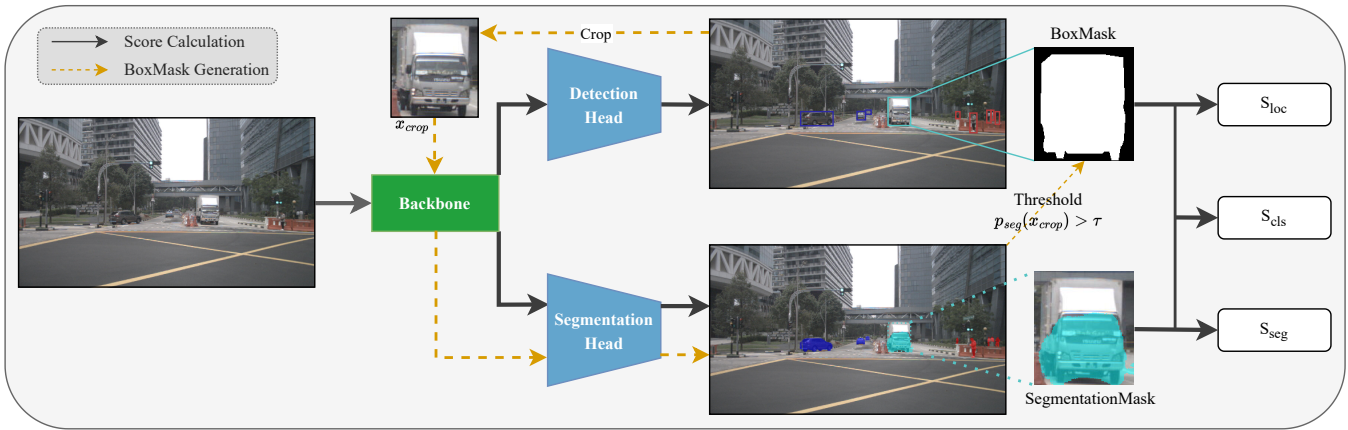 Score Calculation
BoxMask Generation
x_crop
Crop
Backbone
Detection
Head
Segmentation
Head
BoxMask
Threshold
p_seg(x_crop) > τ
SegmentationMask
S_loc
S_cls
S_seg